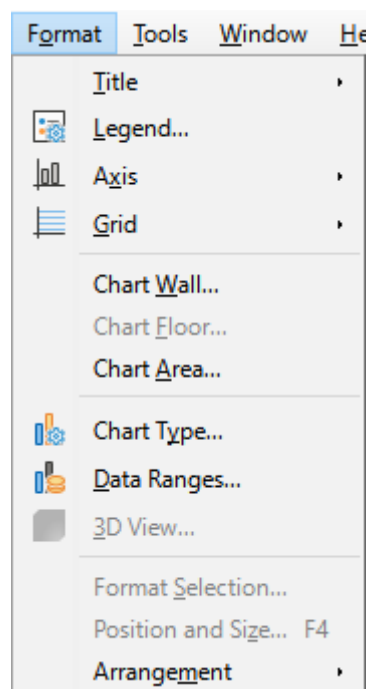 Format Tools Window He
Title
Legend...
Axis
Grid
Chart Wall...
Chart Floor...
Chart Area...
Chart Type...
Data Ranges...
3D View...
Format Selection...
Position and Size... F4
Arrangement